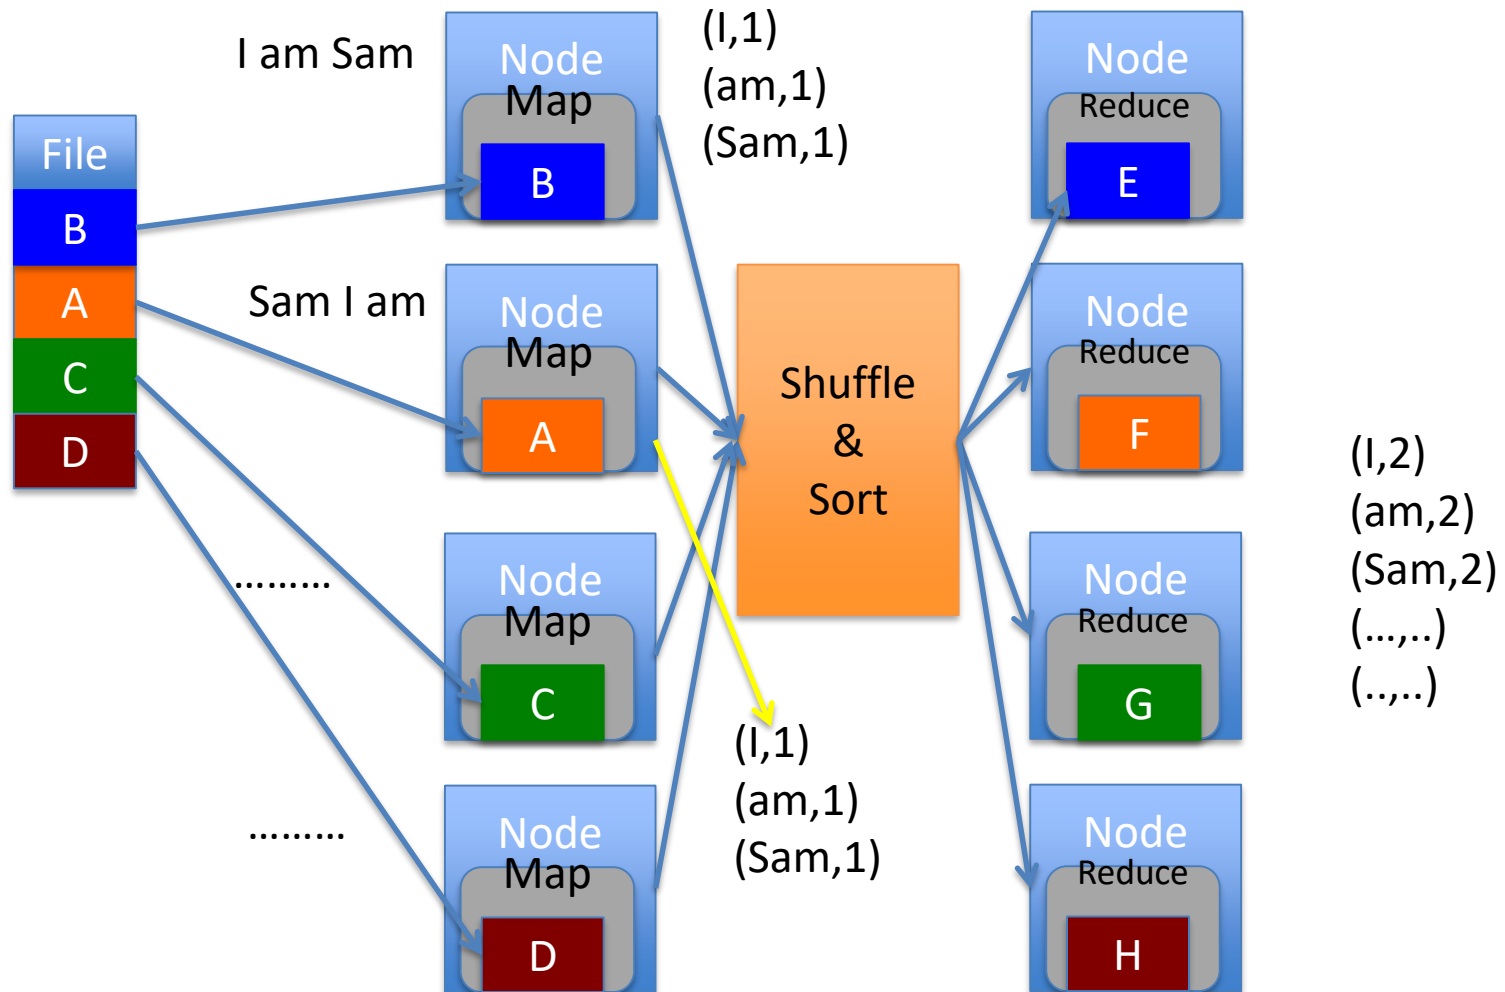 File
B
A
C
D
I am Sam
Sam I am
………
………
Node
Map
B
Node
Map
A
Node
Map
C
Node
Map
D
(I,1)
(am,1)
(Sam,1)
Shuffle
&
Sort
(I,1)
(am,1)
(Sam,1)
Node
Reduce
E
Node
Reduce
F
Node
Reduce
G
Node
Reduce
H
(I,2)
(am,2)
(Sam,2)
(…,..)
(..,..)